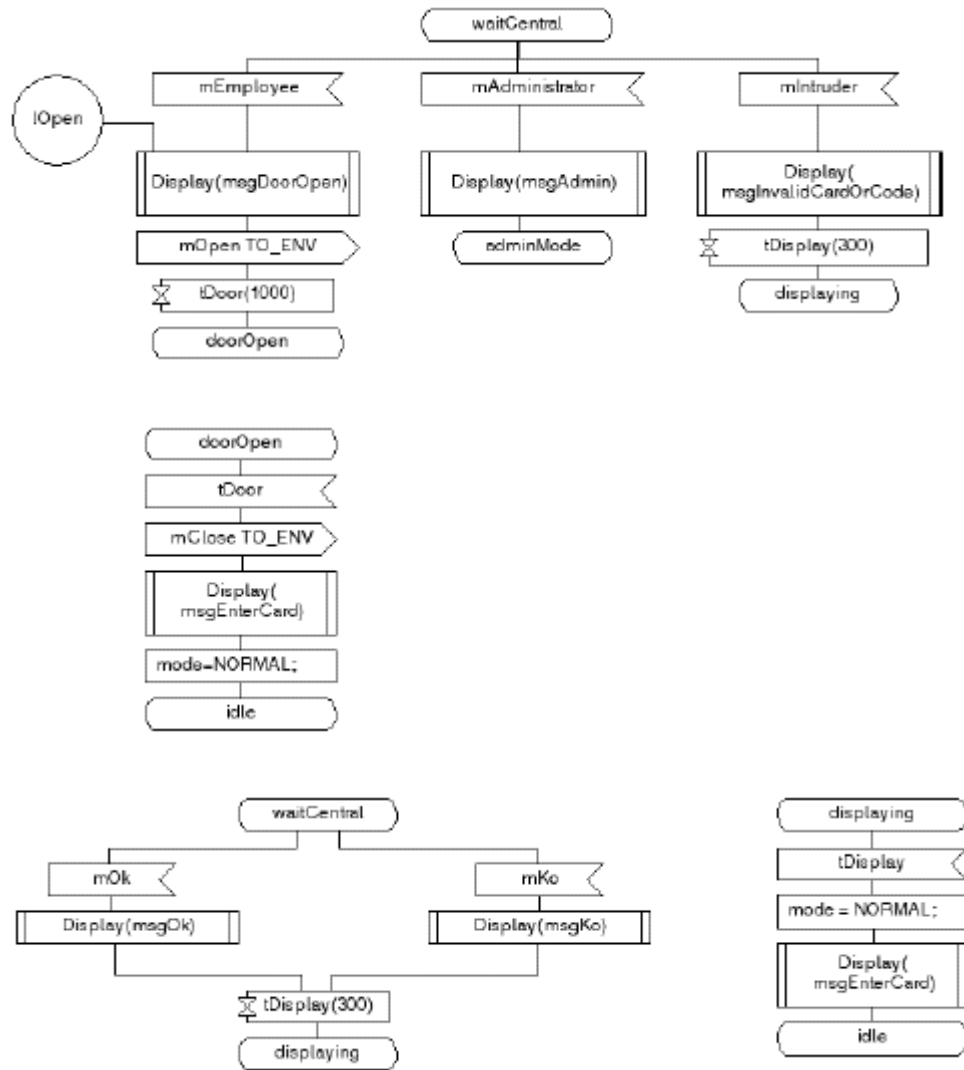 waitCentral
mEmployee
mAdministrator
mIntruder
lOpen
Display(msgDoorOpen)
Display(msgAdmin)
Display(
msgInvalidCardOrCode)
mOpen TO_ENV
adminMode
tDisplay(300)
tDoor(1000)
displaying
doorOpen
doorOpen
tDoor
mClose TO_ENV
Display(
msgEnterCard)
mode=NORMAL;
idle
waitCentral
mOk
mKo
Display(msgOk)
Display(msgKo)
tDisplay(300)
displaying
displaying
tDisplay
mode = NORMAL;
Display(
msgEnterCard)
idle